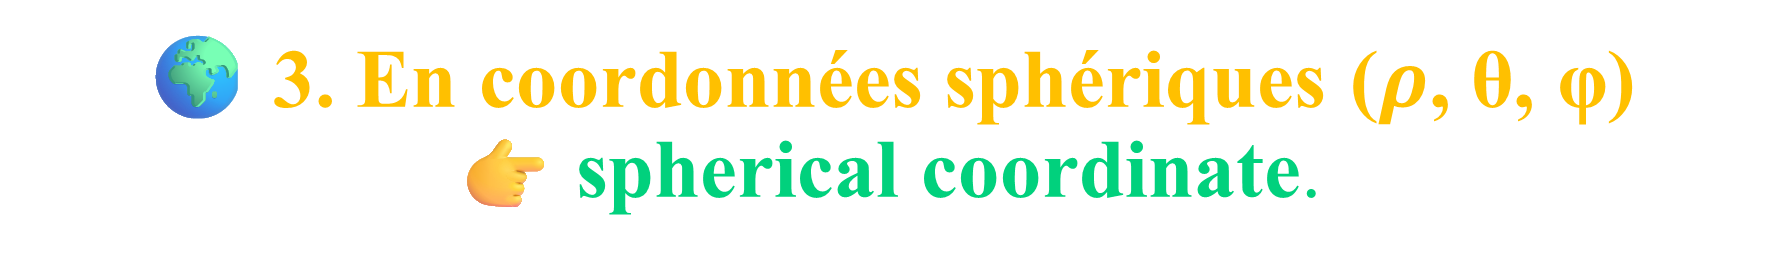 🌍 3. En coordonnées sphériques (𝝆, θ, φ)
👉 spherical coordinate.